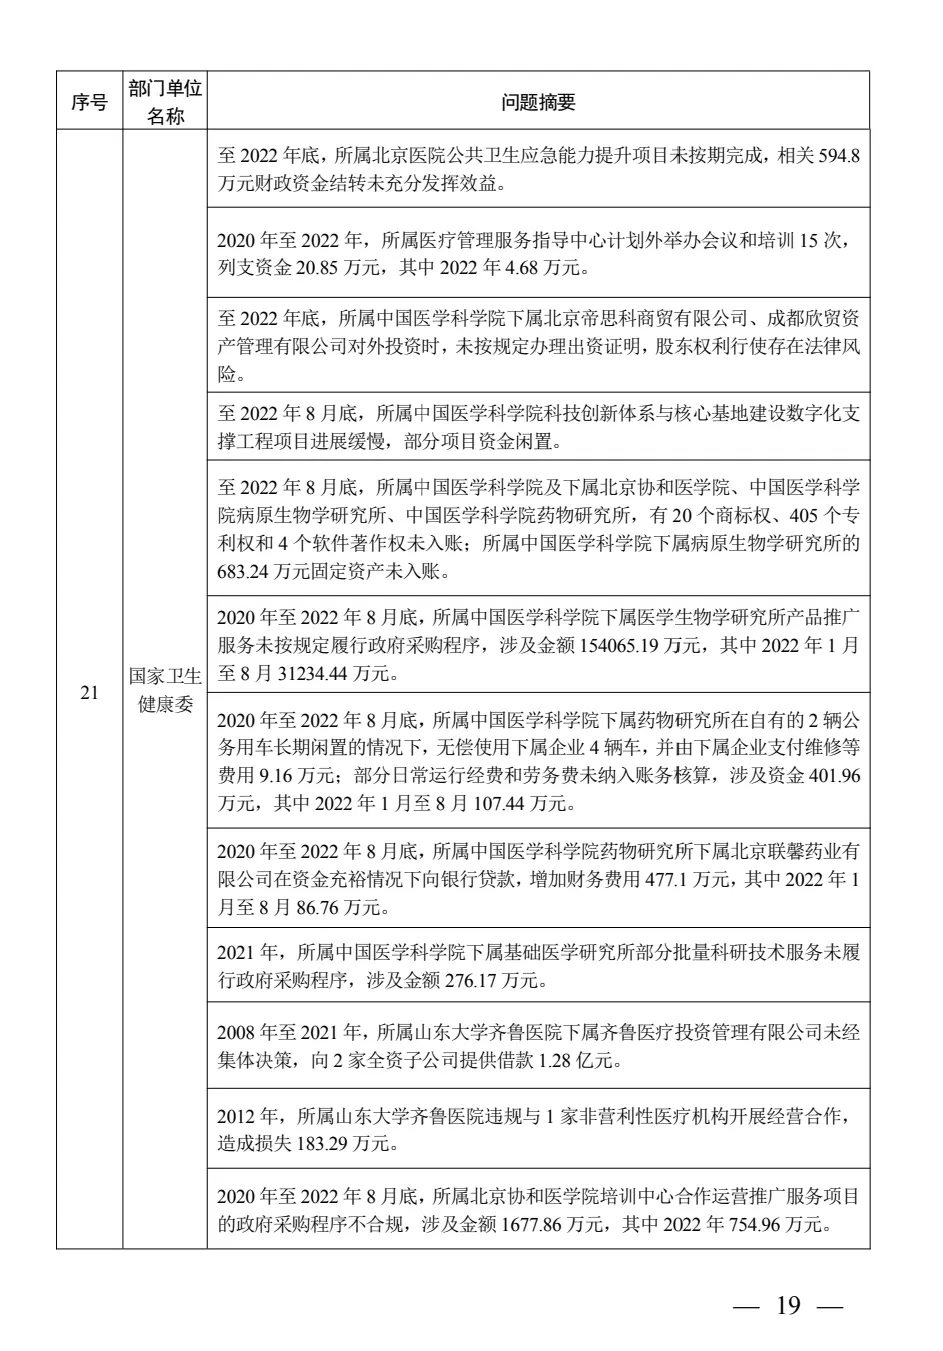 序号
部门单位
名称
问题摘要
至 2022 年底，所属北京医院公共卫生应急能力提升项目未按期完成，相关 594.8
万元财政资金结转未充分发挥效益。
2020 年至 2022 年，所属医疗管理服务指导中心计划外举办会议和培训 15 次，
列支资金 20.85 万元，其中 2022 年 4.68 万元。
至 2022 年底，所属中国医学科学院下属北京帝思科商贸有限公司、成都欣贸资
产管理有限公司对外投资时，未按规定办理出资证明，股东权利行使存在法律风
险。
至 2022 年 8 月底，所属中国医学科学院科技创新体系与核心基地建设数字化支
撑工程项目进展缓慢，部分项目资金闲置。
至 2022 年 8 月底，所属中国医学科学院及下属北京协和医学院、中国医学科学
院病原生物学研究所、中国医学科学院药物研究所，有 20 个商标权、405 个专
利权和 4 个软件著作权未入账；所属中国医学科学院下属病原生物学研究所的
683.24 万元固定资产未入账。
2020 年至 2022 年 8 月底，所属中国医学科学院下属医学生物学研究所产品推广
服务未按规定履行政府采购程序，涉及金额 154065.19 万元，其中 2022 年 1 月
至 8 月 31234.44 万元。
21
国家卫生
健康委
2020 年至 2022 年 8 月底，所属中国医学科学院下属药物研究所在自有的 2 辆公
务用车长期闲置的情况下，无偿使用下属企业 4 辆车，并由下属企业支付维修等
费用 9.16 万元；部分日常运行经费和劳务费未纳入账务核算，涉及资金 401.96
万元，其中 2022 年 1 月至 8 月 107.44 万元。
2020 年至 2022 年 8 月底，所属中国医学科学院药物研究所下属北京联馨药业有
限公司在资金充裕情况下向银行贷款，增加财务费用 477.1 万元，其中 2022 年 1
月至 8 月 86.76 万元。
2021 年，所属中国医学科学院下属基础医学研究所部分批量科研技术服务未履
行政府采购程序，涉及金额 276.17 万元。
2008 年至 2021 年，所属山东大学齐鲁医院下属齐鲁医疗投资管理有限公司未经
集体决策，向 2 家全资子公司提供借款 1.28 亿元。
2012 年，所属山东大学齐鲁医院违规与 1 家非营利性医疗机构开展经营合作，
造成损失 183.29 万元。
2020 年至 2022 年 8 月底，所属北京协和医学院培训中心合作运营推广服务项目
的政府采购程序不合规，涉及金额 1677.86 万元，其中 2022 年 754.96 万元。
— 19 —